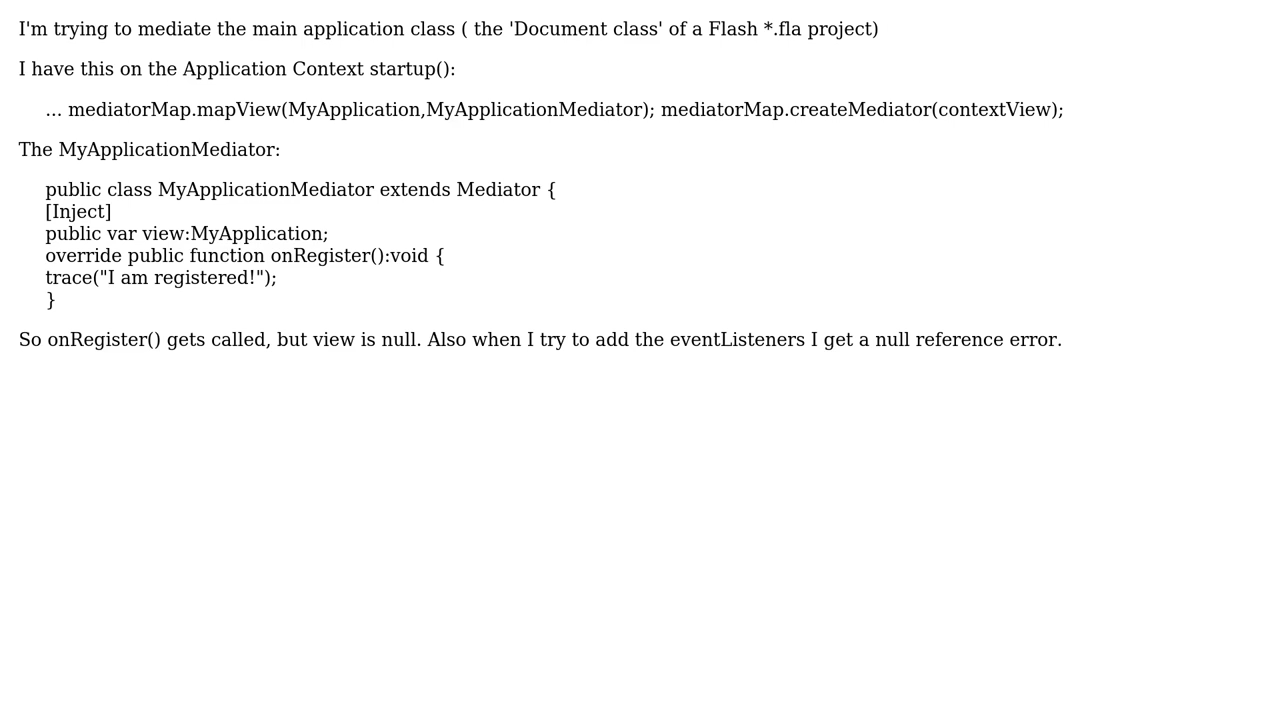 I'm trying to mediate the main application class ( the 'Document class' of a Flash *.fla project)
I have this on the Application Context startup():
... mediatorMap.mapView(MyApplication,MyApplicationMediator); mediatorMap.createMediator(contextView);
The MyApplicationMediator:
public class MyApplicationMediator extends Mediator {
[Inject]
public var view:MyApplication;
override public function onRegister():void {
trace("I am registered!");
}
So onRegister() gets called, but view is null. Also when I try to add the eventListeners I get a null reference error.